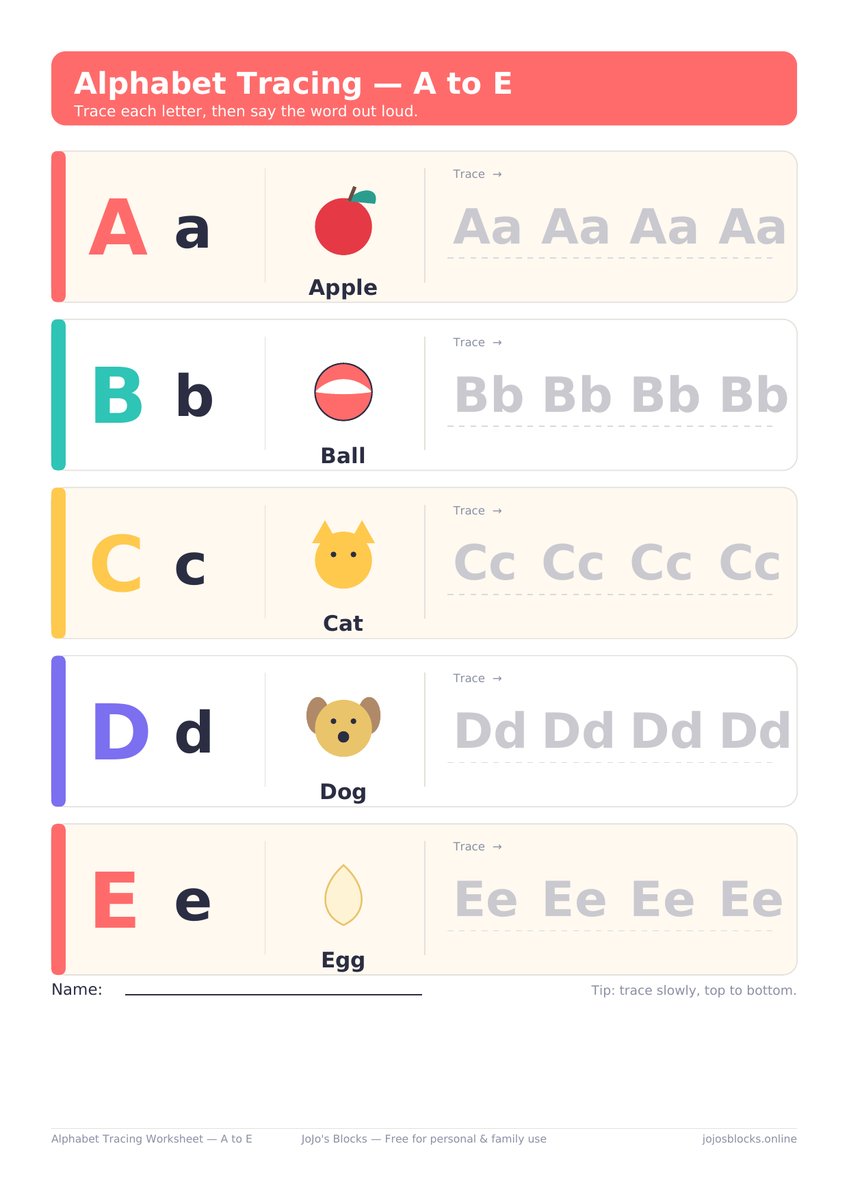 Alphabet Tracing — A to E
Trace each letter, then say the word out loud.
Trace →
A a
Aa Aa Aa Aa
Apple
Trace →
B b
Bb Bb Bb Bb
Ball
Trace →
C c
Cc Cc Cc Cc
Cat
Trace →
D d
Dd Dd Dd Dd
Dog
Trace →
E e
Ee Ee Ee Ee
Egg
Name:
Tip: trace slowly, top to bottom.
Alphabet Tracing Worksheet — A to E
JoJo's Blocks — Free for personal & family use
jojosblocks.online